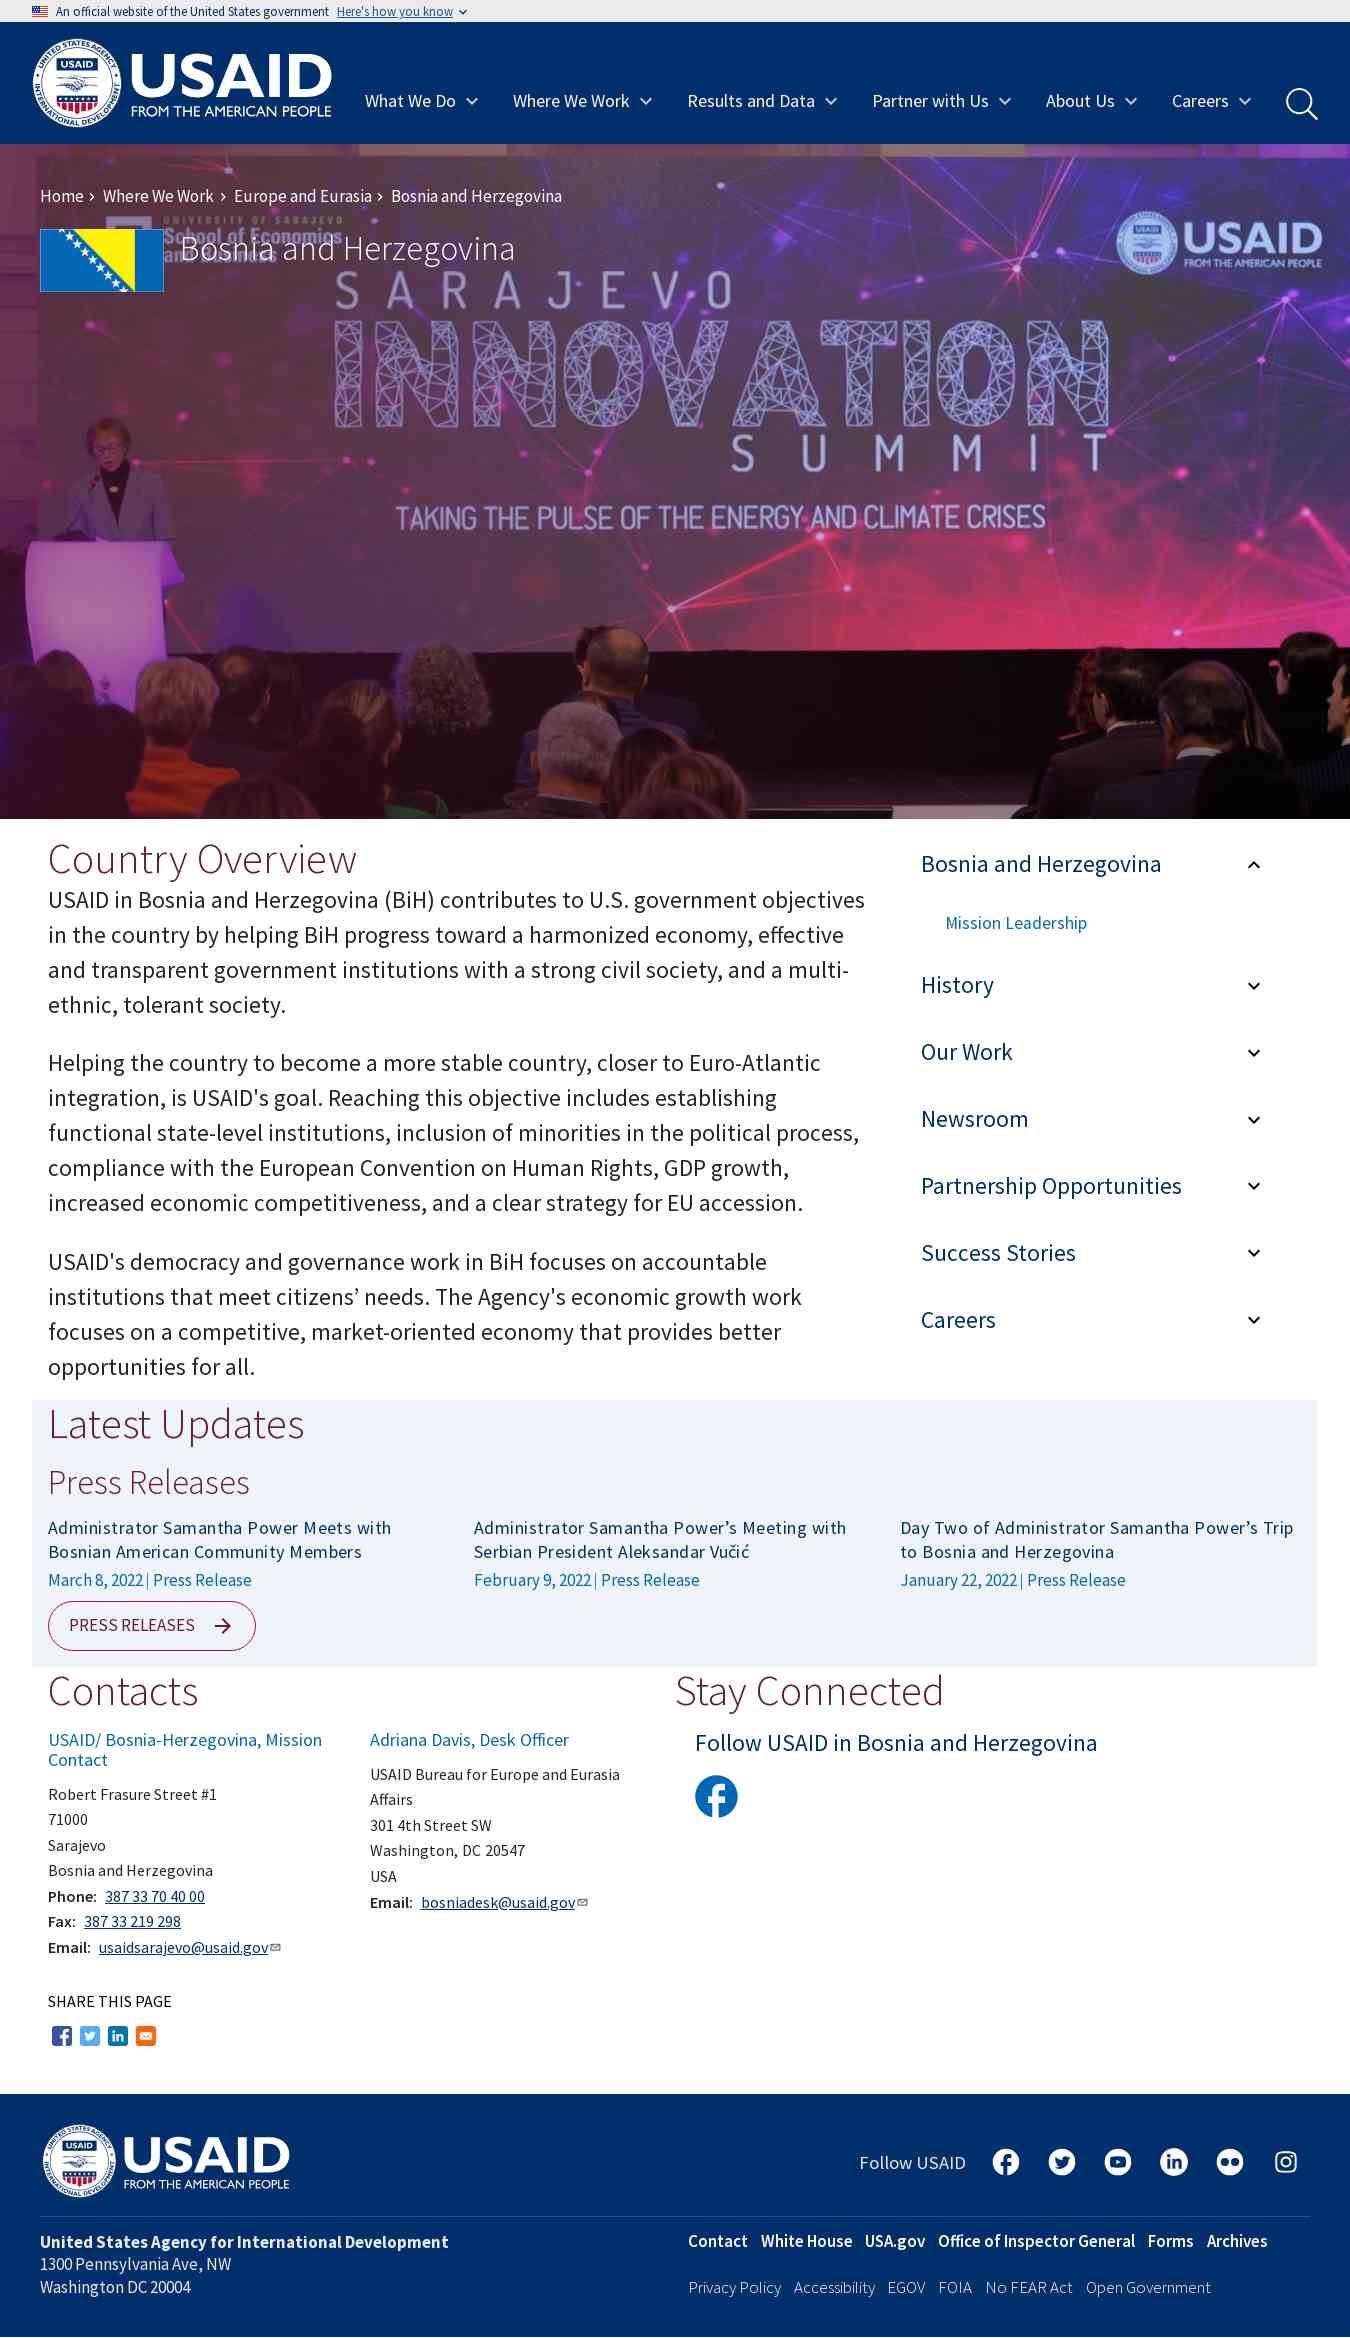 An official website of the United States government Here's how you know
USAID
FROM THE AMERICAN PEOPLE
What We Do
Where We Work
Results and Data
Partner with Us
About Us
Careers
Home
Where We Work
Europe and Eurasia
Bosnia and Herzegovina
UNIVERSITY OF SARAJEVO
School of Economics
and Business
Bosnia and Herzegovina
USAID
FROM THE AMERICAN PEOPLE
SARAJEVO
INNOVATION
SUMMIT
TAKING THE PULSE OF THE ENERGY AND CLIMATE CRISES
Country Overview
USAID in Bosnia and Herzegovina (BiH) contributes to U.S. government objectives
in the country by helping BiH progress toward a harmonized economy, effective
and transparent government institutions with a strong civil society, and a multi-
ethnic, tolerant society.
Helping the country to become a more stable country, closer to Euro-Atlantic
integration, is USAID's goal. Reaching this objective includes establishing
functional state-level institutions, inclusion of minorities in the political process,
compliance with the European Convention on Human Rights, GDP growth,
increased economic competitiveness, and a clear strategy for EU accession.
USAID's democracy and governance work in BiH focuses on accountable
institutions that meet citizens’ needs. The Agency's economic growth work
focuses on a competitive, market-oriented economy that provides better
opportunities for all.
Bosnia and Herzegovina
Mission Leadership
History
Our Work
Newsroom
Partnership Opportunities
Success Stories
Careers
Latest Updates
Press Releases
Administrator Samantha Power Meets with
Bosnian American Community Members
March 8, 2022 | Press Release
Administrator Samantha Power’s Meeting with
Serbian President Aleksandar Vučić
February 9, 2022 | Press Release
Day Two of Administrator Samantha Power’s Trip
to Bosnia and Herzegovina
January 22, 2022 | Press Release
PRESS RELEASES
Contacts
USAID/ Bosnia-Herzegovina, Mission
Contact
Robert Frasure Street #1
71000
Sarajevo
Bosnia and Herzegovina
Phone: 387 33 70 40 00
Fax: 387 33 219 298
Email: usaidsarajevo@usaid.gov
Adriana Davis, Desk Officer
USAID Bureau for Europe and Eurasia
Affairs
301 4th Street SW
Washington, DC 20547
USA
Email: bosniadesk@usaid.gov
Stay Connected
Follow USAID in Bosnia and Herzegovina
SHARE THIS PAGE
USAID
FROM THE AMERICAN PEOPLE
Follow USAID
United States Agency for International Development
1300 Pennsylvania Ave, NW
Washington DC 20004
Contact White House USA.gov Office of Inspector General Forms Archives
Privacy Policy Accessibility EGOV FOIA No FEAR Act Open Government